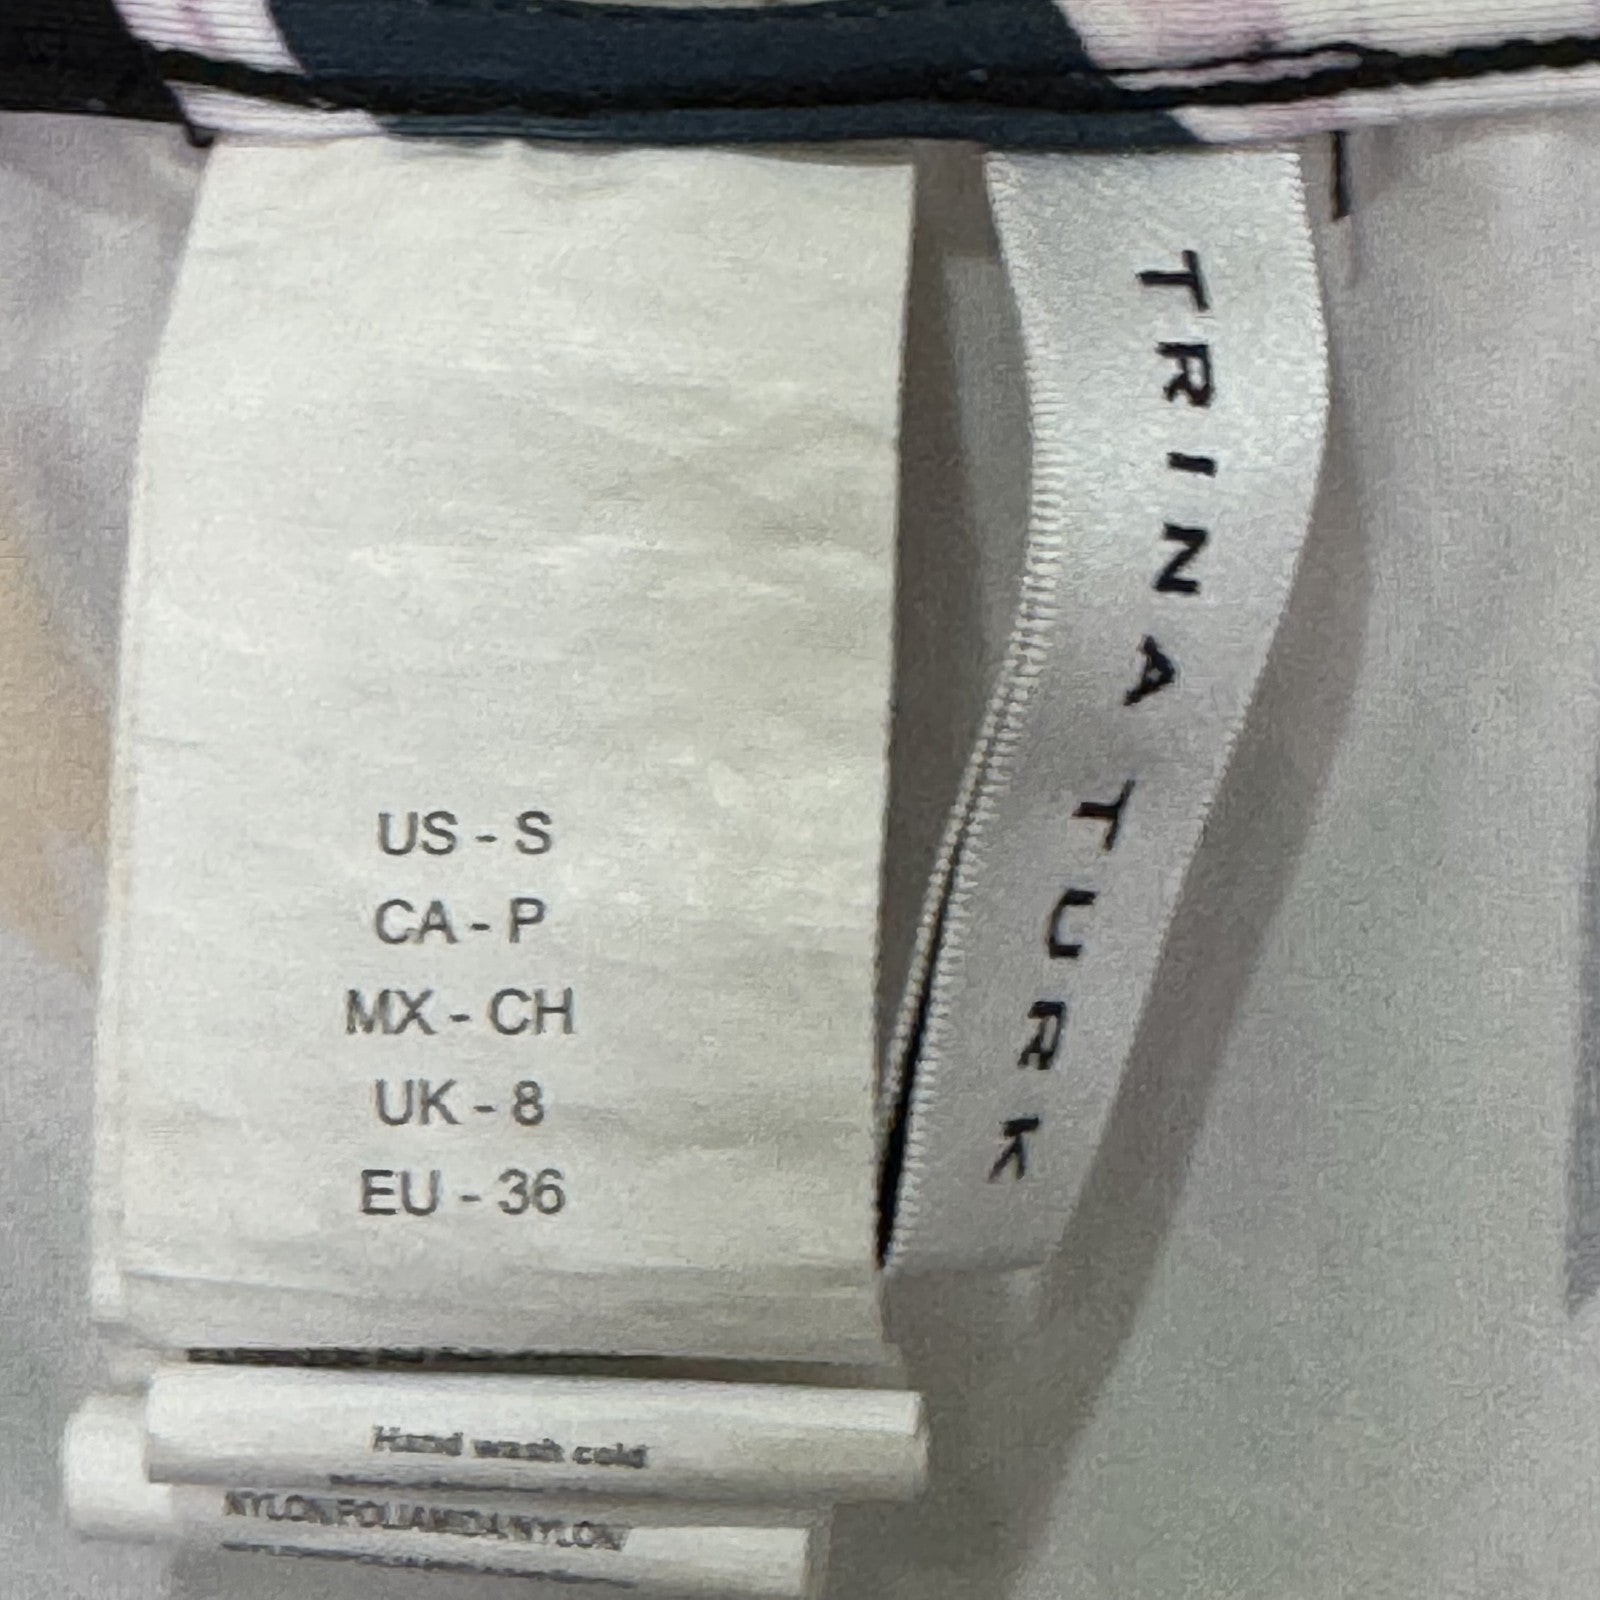 US - S
CA - P
MX - CH
UK - 8
EU - 36
TRINA TURK
Hand wash cold
NYLON/POLIAMIDA/NYLON